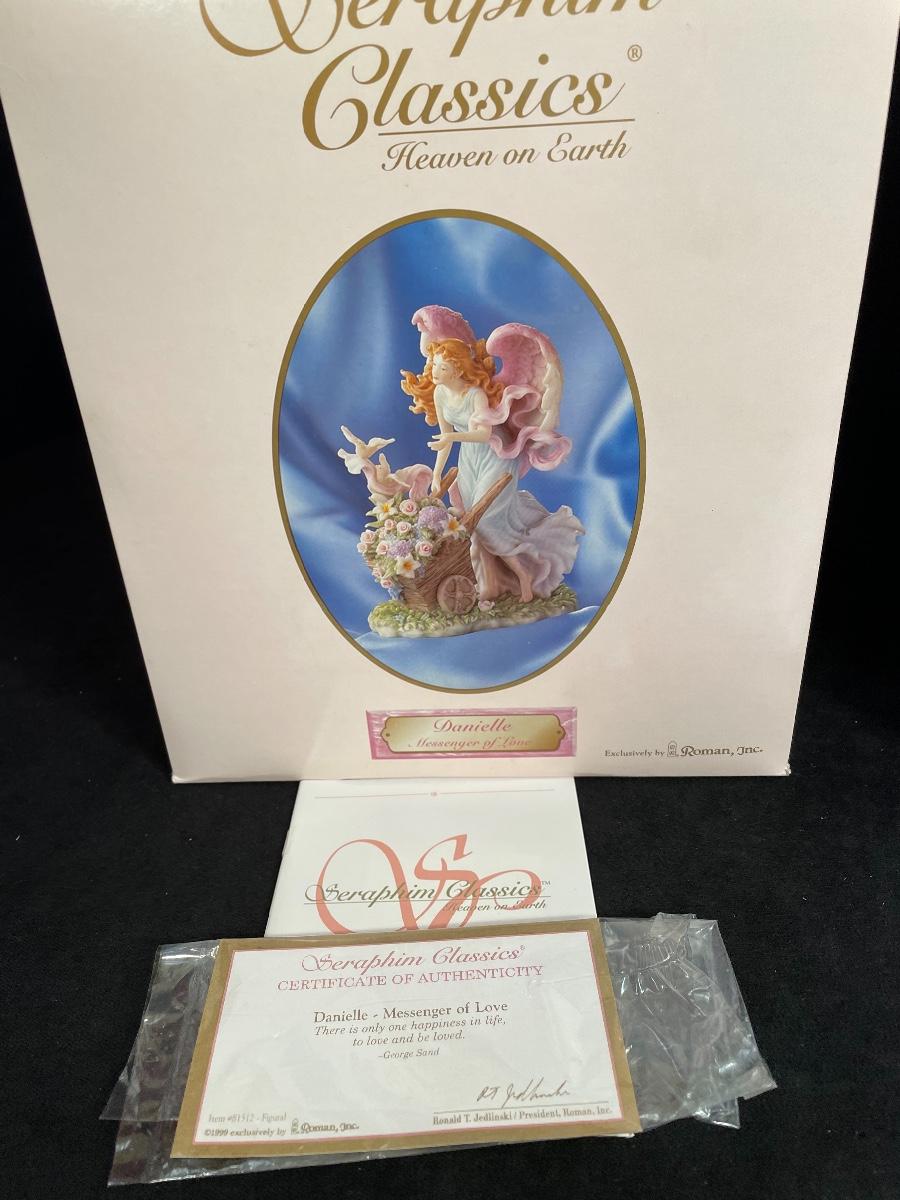 Seraphim
Classics®
Heaven on Earth
Danielle
Messenger of Love
Exclusively by Roman, Inc.
Seraphim Classics™
Heaven on Earth
Seraphim Classics®
CERTIFICATE OF AUTHENTICITY
Danielle - Messenger of Love
There is only one happiness in life,
to love and be loved.
-George Sand
Item #81512 - Figural
©1999 exclusively by Roman, Inc.
Ronald T. Jedlinski / President, Roman, Inc.